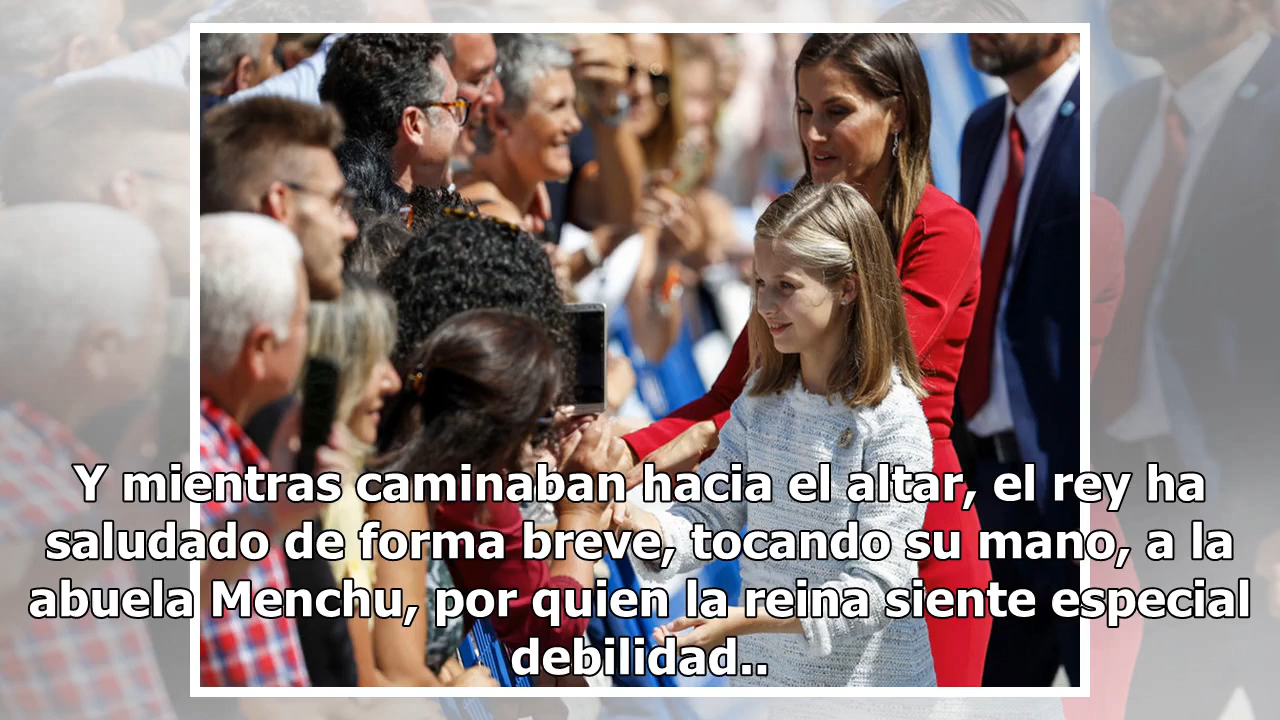 Y mientras caminaban hacia el altar, el rey ha
saludado de forma breve, tocando su mano, a la
abuela Menchu, por quien la reina siente especial
debilidad..